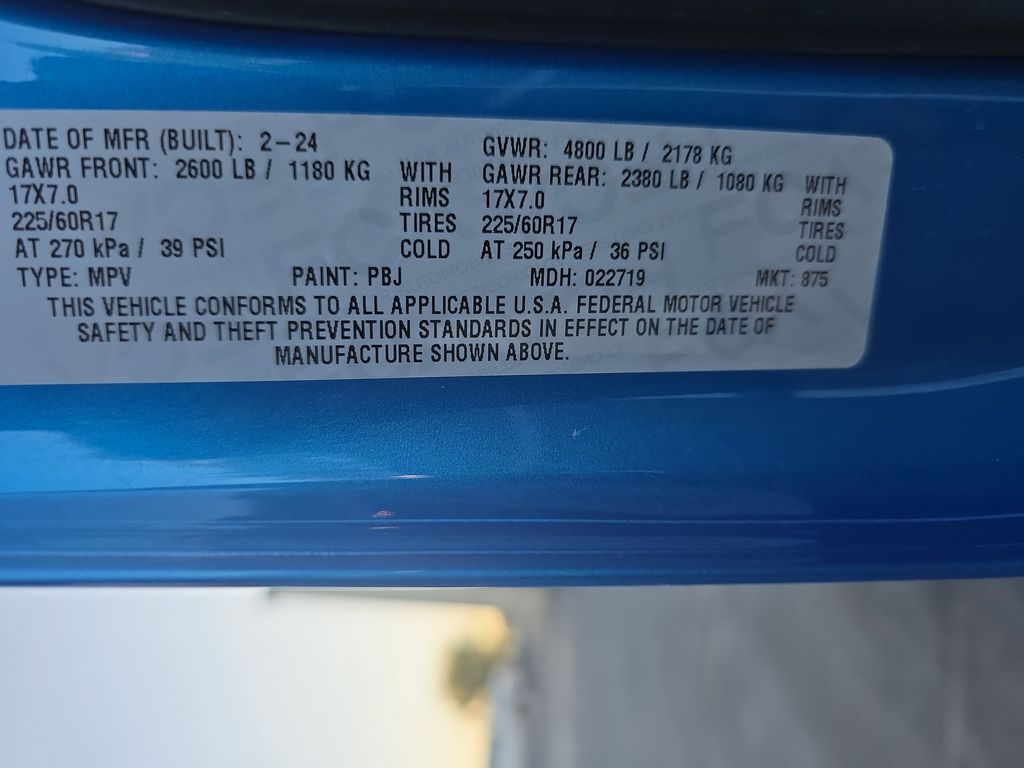 DATE OF MFR (BUILT): 2-24 GVWR: 4800 LB / 2178 KG
GAWR FRONT: 2600 LB / 1180 KG WITH GAWR REAR: 2380 LB / 1080 KG WITH
17X7.0 RIMS 17X7.0 RIMS
225/60R17 TIRES 225/60R17 TIRES
AT 270 kPa / 39 PSI COLD AT 250 kPa / 36 PSI COLD
TYPE: MPV PAINT: PBJ MDH: 022719 MKT: 875
THIS VEHICLE CONFORMS TO ALL APPLICABLE U.S.A. FEDERAL MOTOR VEHICLE
SAFETY AND THEFT PREVENTION STANDARDS IN EFFECT ON THE DATE OF
MANUFACTURE SHOWN ABOVE.